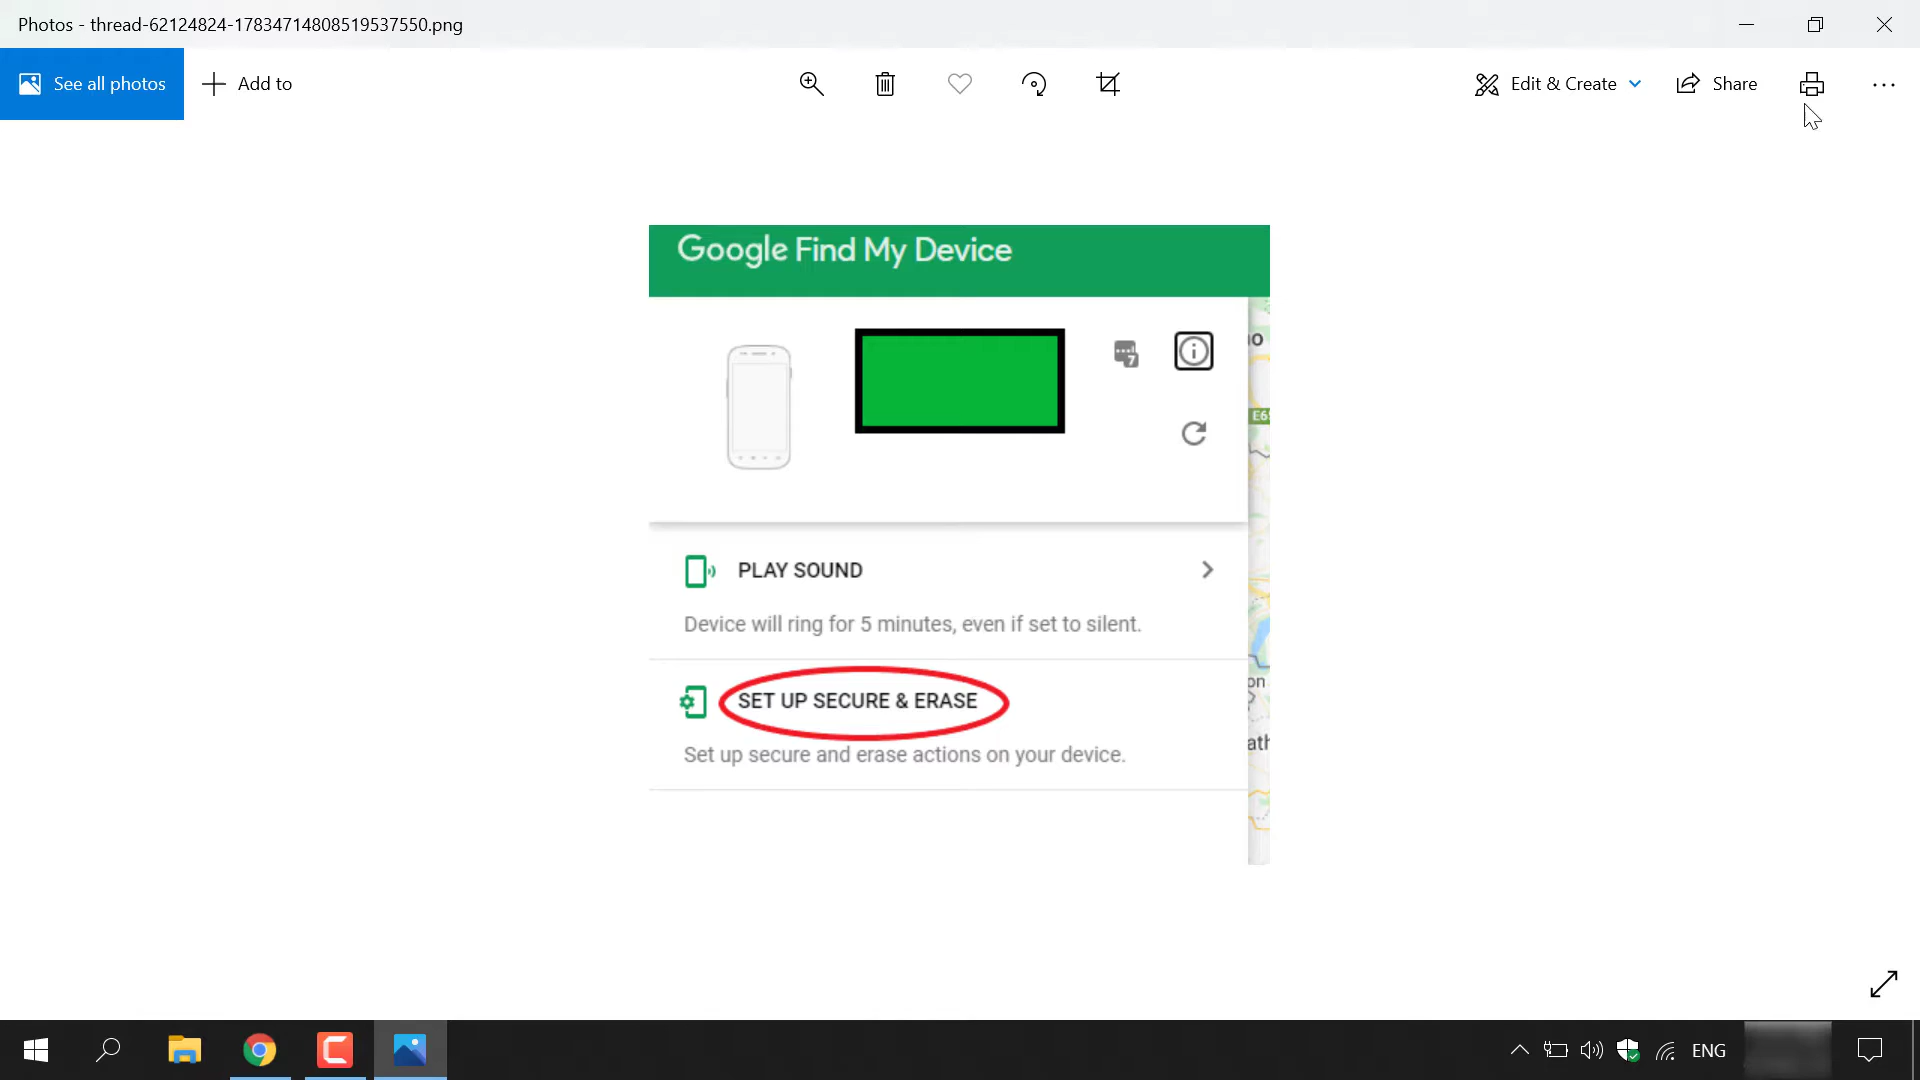 Photos - thread-62124824-17834714808519537550.png
See all photos
Add to
Edit & Create
Share
Google Find My Device
7
PLAY SOUND
Device will ring for 5 minutes, even if set to silent.
SET UP SECURE & ERASE
Set up secure and erase actions on your device.
ENG